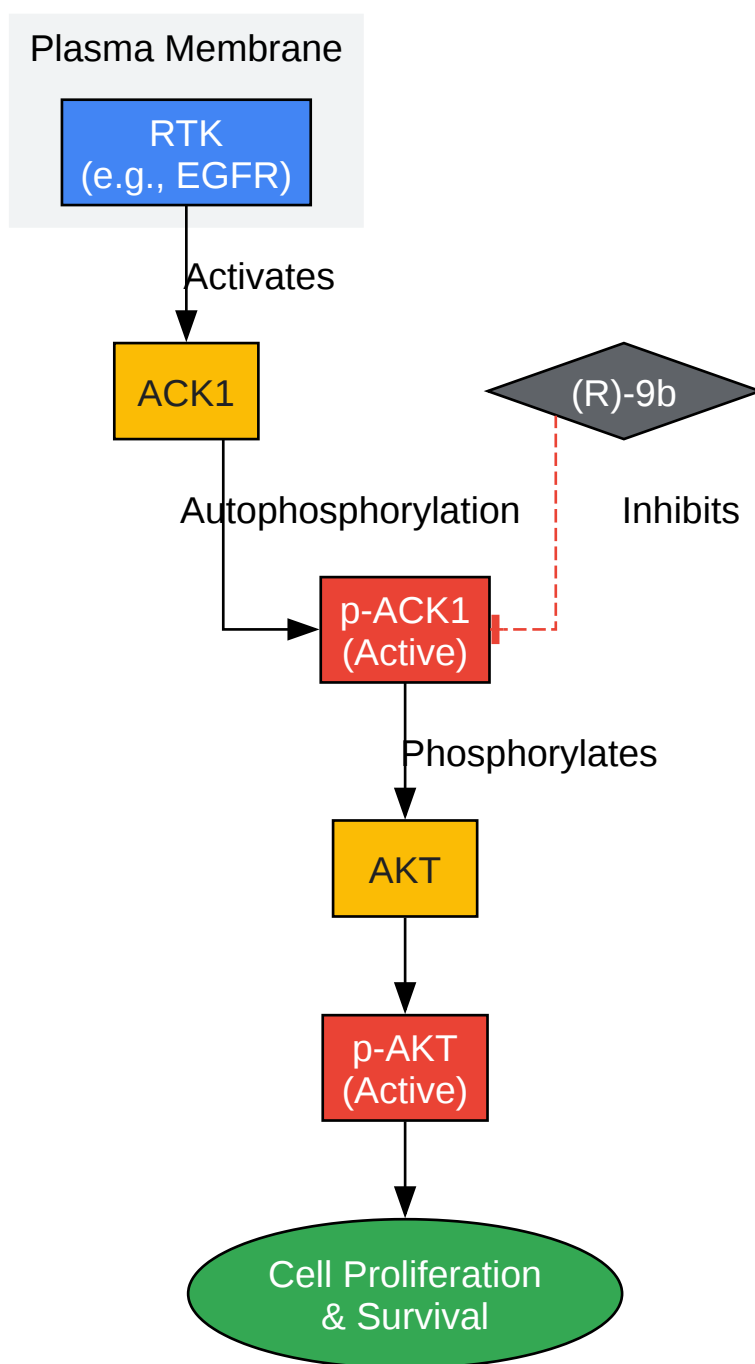 Plasma Membrane
RTK
(e.g., EGFR)
Activates
ACK1
(R)-9b
Autophosphorylation
Inhibits
p-ACK1
(Active)
Phosphorylates
AKT
p-AKT
(Active)
Cell Proliferation
& Survival